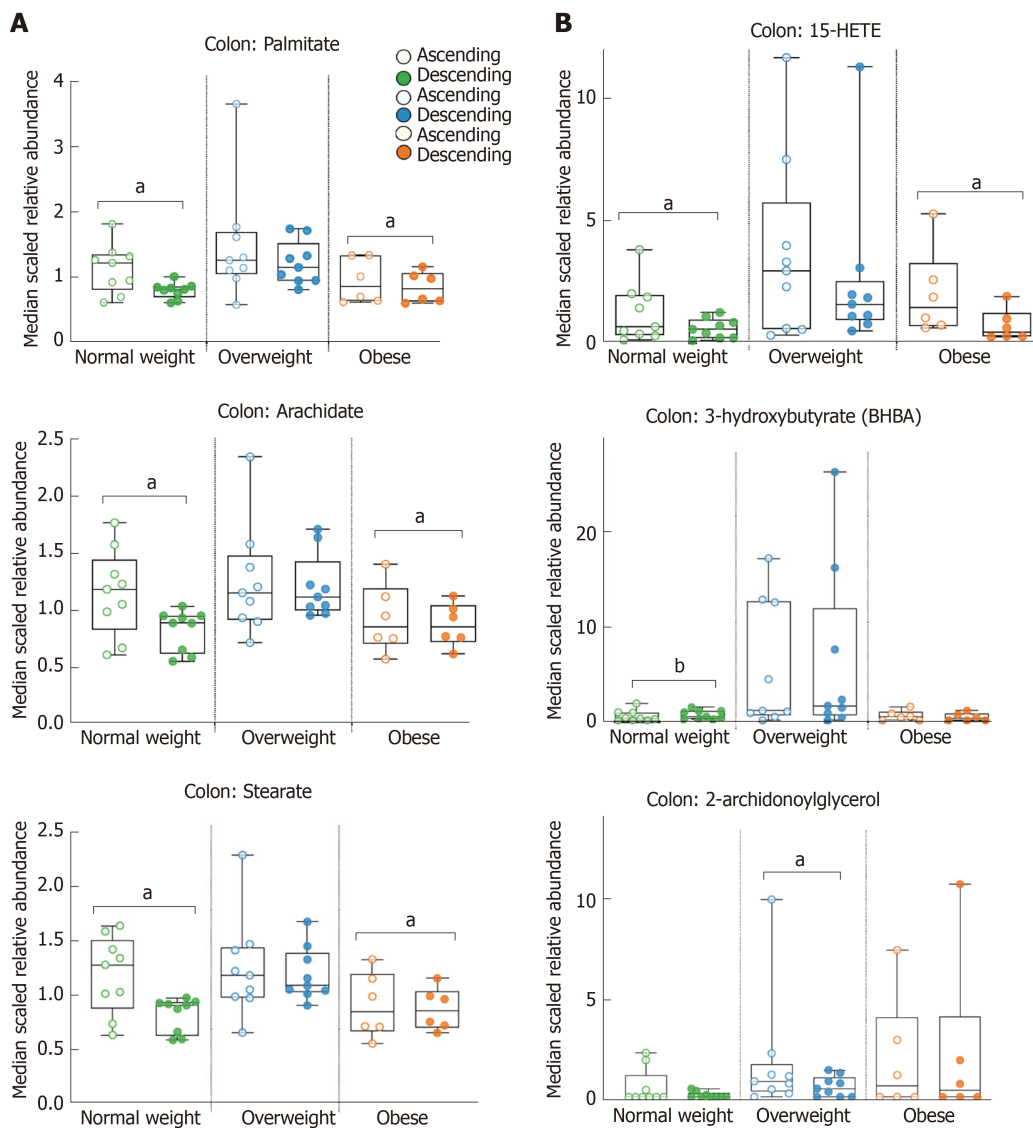 A
Colon: Palmitate
Median scaled relative abundance
4
3
2
1
0
a
a
Ascending
Descending
Ascending
Descending
Ascending
Descending
Normal weight
Overweight
Obese
Colon: Arachidate
Median scaled relative abundance
2.5
2.0
1.5
1.0
0.5
0.0
a
a
Normal weight
Overweight
Obese
Colon: Stearate
Median scaled relative abundance
2.5
2.0
1.5
1.0
0.5
0.0
a
a
Normal weight
Overweight
Obese
B
Colon: 15-HETE
Median scaled relative abundance
10
5
0
a
a
Normal weight
Overweight
Obese
Colon: 3-hydroxybutyrate (BHBA)
Median scaled relative abundance
20
10
0
b
Normal weight
Overweight
Obese
Colon: 2-archidonoylglycerol
Median scaled relative abundance
10
5
0
a
Normal weight
Overweight
Obese